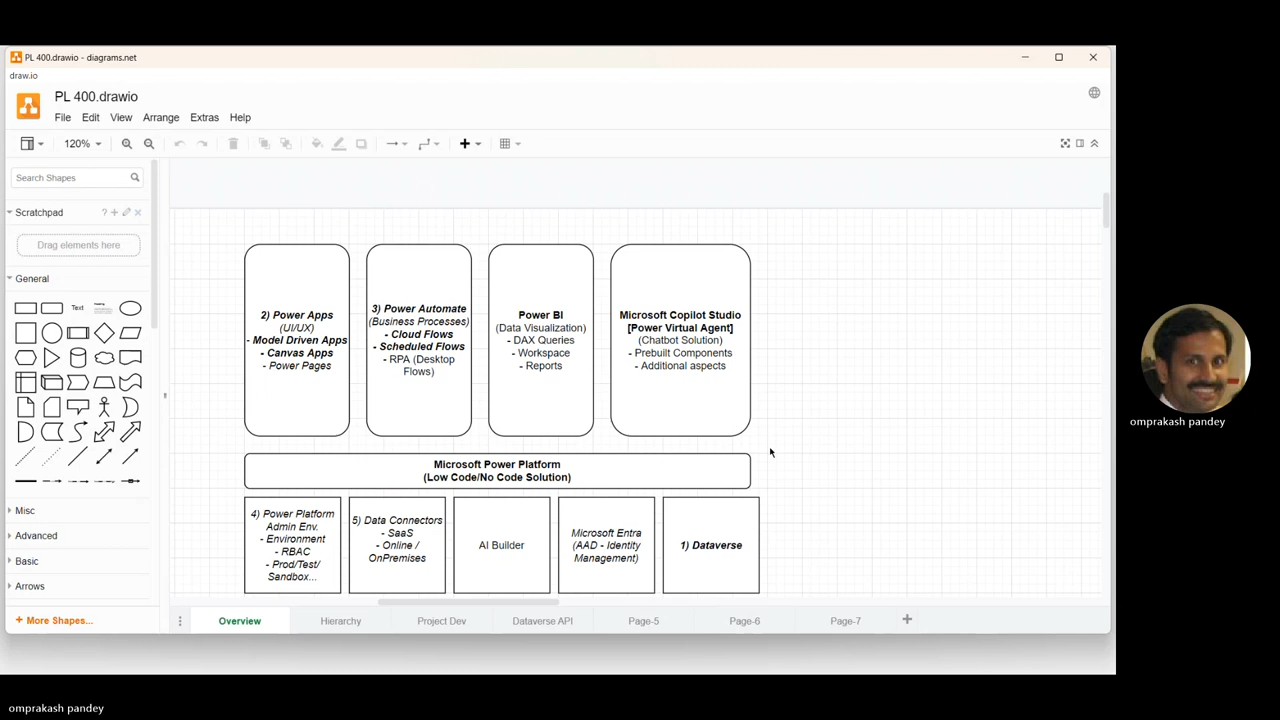 PL 400.drawio - diagrams.net
draw.io
PL 400.drawio
File Edit View Arrange Extras Help
120%
Search Shapes
Scratchpad
Drag elements here
General
Text
Misc
Advanced
Basic
Arrows
+ More Shapes...
2) Power Apps
(UI/UX)
- Model Driven Apps
- Canvas Apps
- Power Pages
3) Power Automate
(Business Processes)
- Cloud Flows
- Scheduled Flows
- RPA (Desktop
Flows)
Power BI
(Data Visualization)
- DAX Queries
- Workspace
- Reports
Microsoft Copilot Studio
[Power Virtual Agent]
(Chatbot Solution)
- Prebuilt Components
- Additional aspects
Microsoft Power Platform
(Low Code/No Code Solution)
4) Power Platform
Admin Env.
- Environment
- RBAC
- Prod/Test/
Sandbox...
5) Data Connectors
- SaaS
- Online /
OnPremises
AI Builder
Microsoft Entra
(AAD - Identity
Management)
1) Dataverse
Overview Hierarchy Project Dev Dataverse API Page-5 Page-6 Page-7
omprakash pandey
omprakash pandey